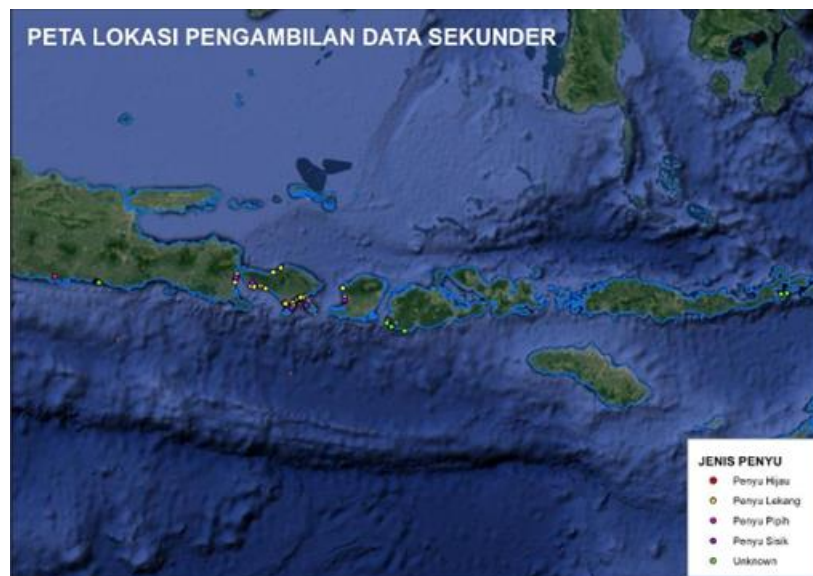 PETA LOKASI PENGAMBILAN DATA SEKUNDER
JENIS PENYU
Penyu Hijau
Penyu Lekang
Penyu Pipih
Penyu Sisik
Unknown